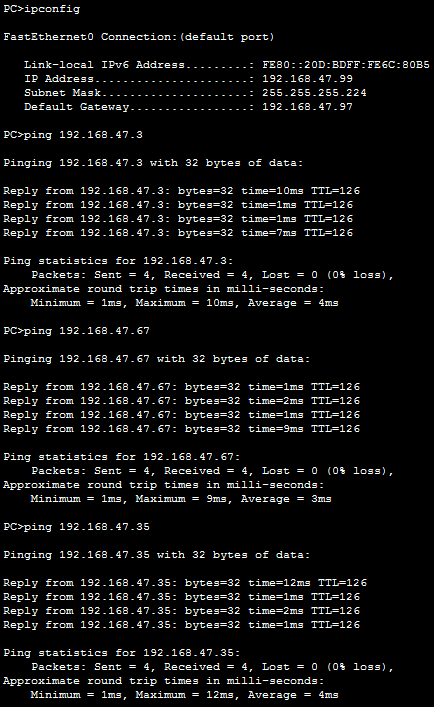 PC>ipconfig
FastEthernet0 Connection:(default port)
Link-local IPv6 Address.........: FE80::20D:BDFF:FE6C:80B5
IP Address......................: 192.168.47.99
Subnet Mask.....................: 255.255.255.224
Default Gateway.................: 192.168.47.97
PC>ping 192.168.47.3
Pinging 192.168.47.3 with 32 bytes of data:
Reply from 192.168.47.3: bytes=32 time=10ms TTL=126
Reply from 192.168.47.3: bytes=32 time=1ms TTL=126
Reply from 192.168.47.3: bytes=32 time=1ms TTL=126
Reply from 192.168.47.3: bytes=32 time=7ms TTL=126
Ping statistics for 192.168.47.3:
Packets: Sent = 4, Received = 4, Lost = 0 (0% loss),
Approximate round trip times in milli-seconds:
Minimum = 1ms, Maximum = 10ms, Average = 4ms
PC>ping 192.168.47.67
Pinging 192.168.47.67 with 32 bytes of data:
Reply from 192.168.47.67: bytes=32 time=1ms TTL=126
Reply from 192.168.47.67: bytes=32 time=2ms TTL=126
Reply from 192.168.47.67: bytes=32 time=1ms TTL=126
Reply from 192.168.47.67: bytes=32 time=9ms TTL=126
Ping statistics for 192.168.47.67:
Packets: Sent = 4, Received = 4, Lost = 0 (0% loss),
Approximate round trip times in milli-seconds:
Minimum = 1ms, Maximum = 9ms, Average = 3ms
PC>ping 192.168.47.35
Pinging 192.168.47.35 with 32 bytes of data:
Reply from 192.168.47.35: bytes=32 time=12ms TTL=126
Reply from 192.168.47.35: bytes=32 time=1ms TTL=126
Reply from 192.168.47.35: bytes=32 time=2ms TTL=126
Reply from 192.168.47.35: bytes=32 time=1ms TTL=126
Ping statistics for 192.168.47.35:
Packets: Sent = 4, Received = 4, Lost = 0 (0% loss),
Approximate round trip times in milli-seconds:
Minimum = 1ms, Maximum = 12ms, Average = 4ms